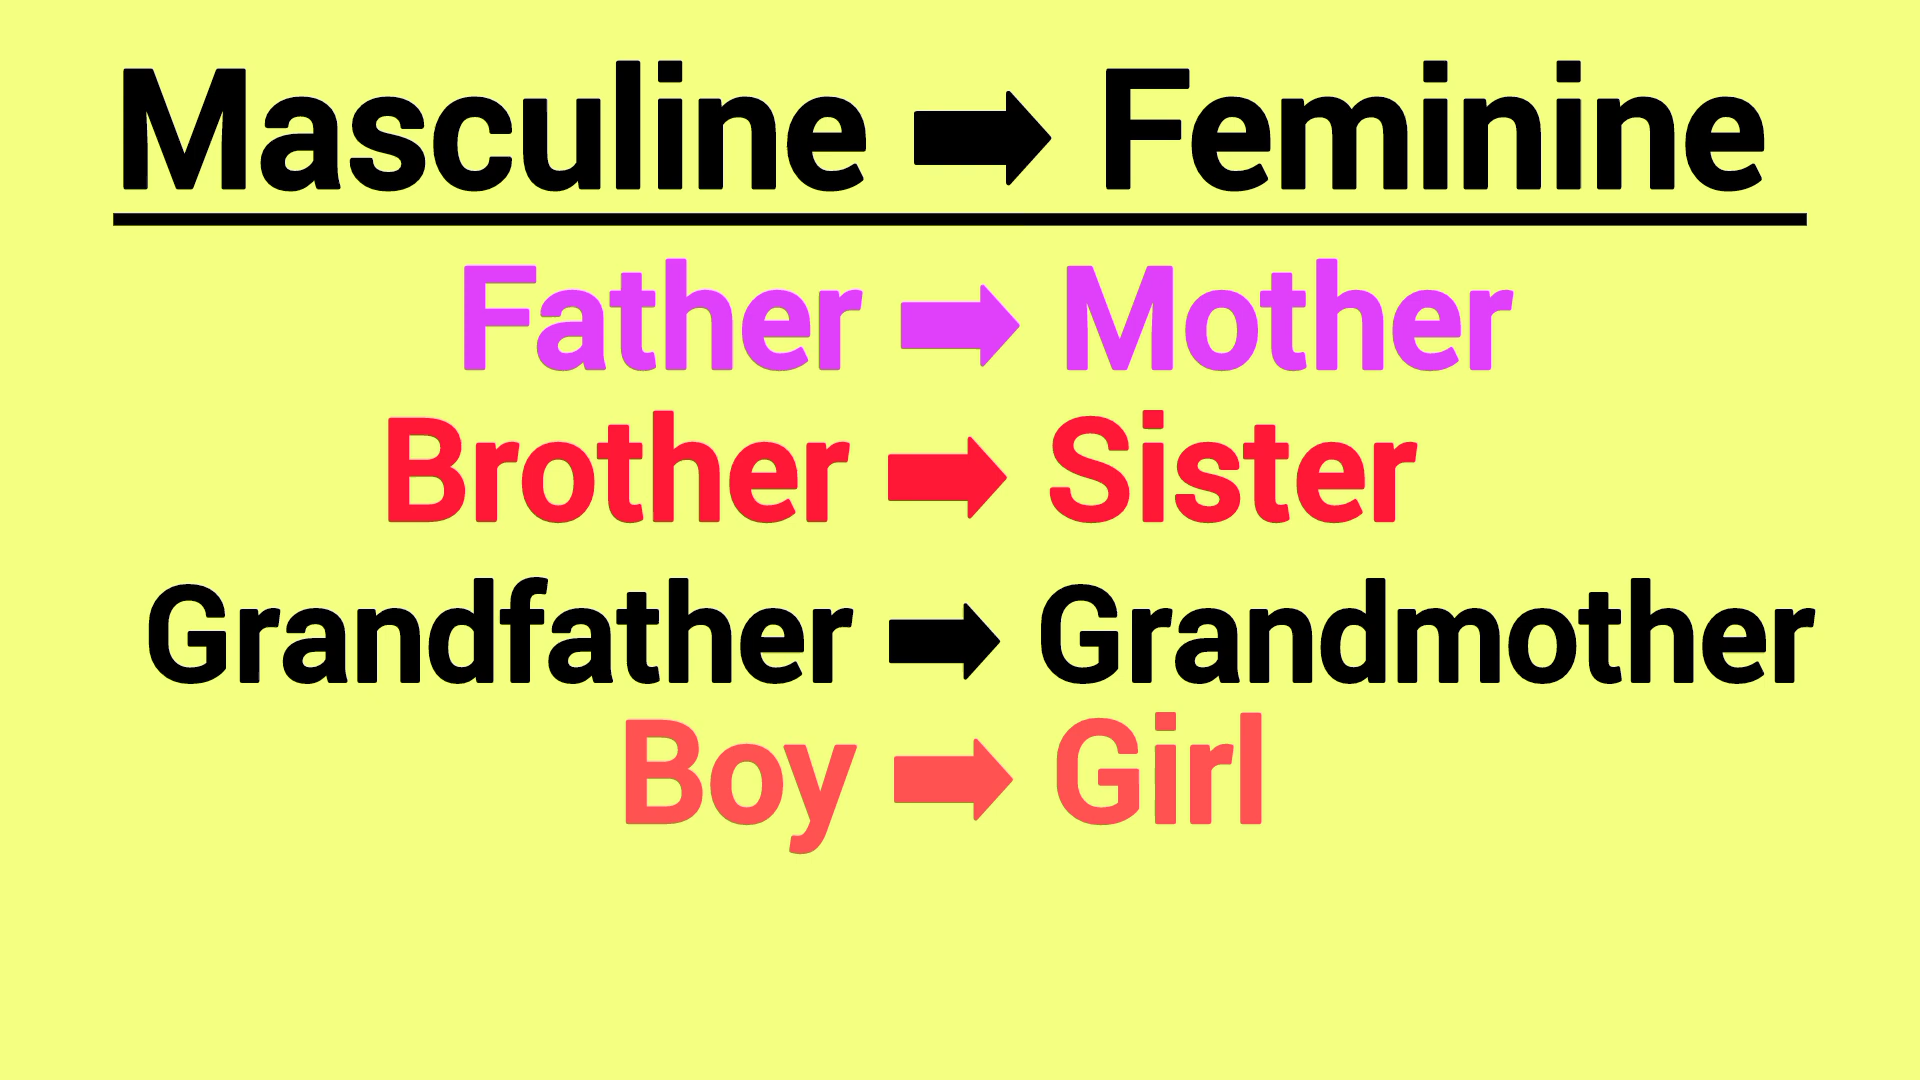 Masculine ➡ Feminine
Father ➡ Mother
Brother ➡ Sister
Grandfather ➡ Grandmother
Boy ➡ Girl